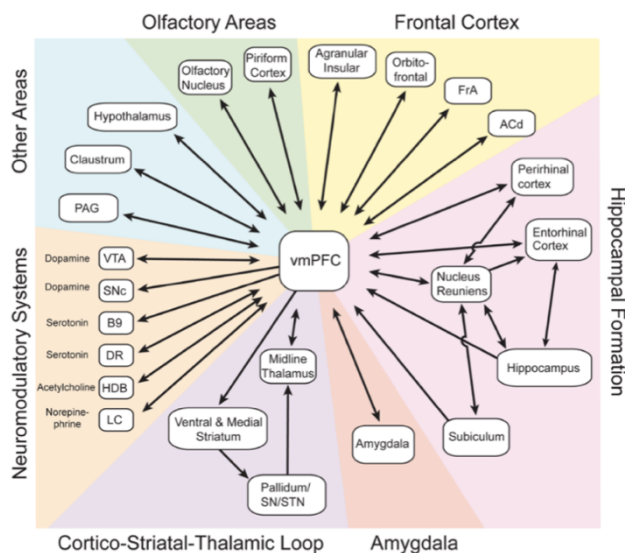 Olfactory Areas
Frontal Cortex
Other Areas
Hippocampal Formation
Neuromodulatory Systems
Olfactory
Nucleus
Piriform
Cortex
Agranular
Insular
Orbito-
frontal
FrA
ACd
Hypothalamus
Claustrum
PAG
Perirhinal
cortex
Entorhinal
Cortex
vmPFC
Nucleus
Reuniens
Hippocampus
Subiculum
Dopamine VTA
Dopamine SNc
Serotonin B9
Serotonin DR
Acetylcholine HDB
Norepine-
phrine LC
Midline
Thalamus
Ventral & Medial
Striatum
Pallidum/
SN/STN
Amygdala
Cortico-Striatal-Thalamic Loop
Amygdala